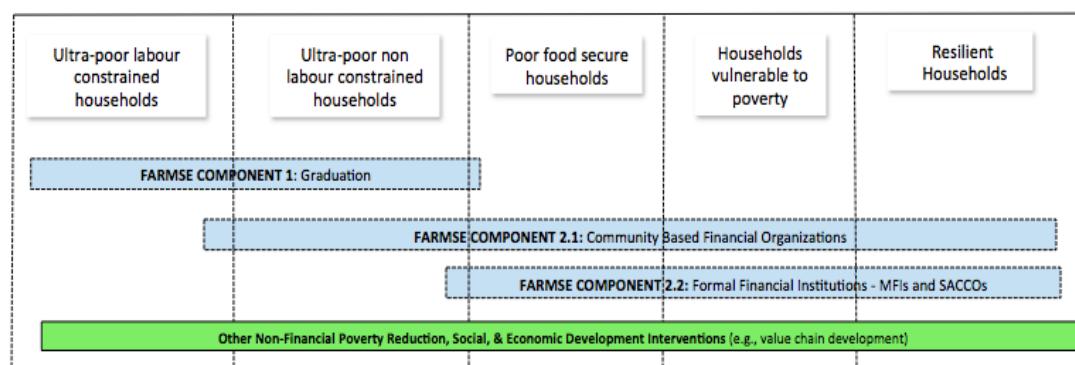 Ultra-poor labour
constrained
households
Ultra-poor non
labour constrained
households
Poor food secure
households
Households
vulnerable to
poverty
Resilient
Households
FARMSE COMPONENT 1: Graduation
FARMSE COMPONENT 2.1: Community Based Financial Organizations
FARMSE COMPONENT 2.2: Formal Financial Institutions - MFIs and SACCOs
Other Non-Financial Poverty Reduction, Social, & Economic Development Interventions (e.g., value chain development)